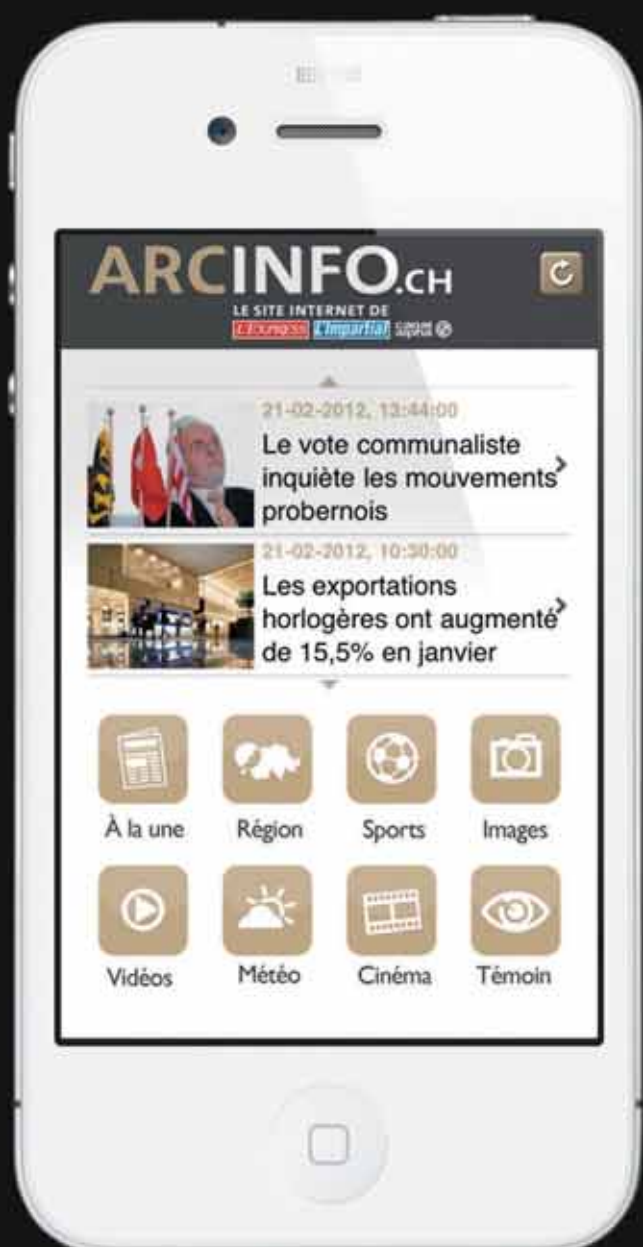 ARCINFO.CH
LE SITE INTERNET DE
L'EXPRESS L'Impartial
21-02-2012, 13:44:00
Le vote communaliste
inquiète les mouvements
probernois
21-02-2012, 10:30:00
Les exportations
horlogères ont augmenté
de 15,5% en janvier
À la une Région Sports Images
Vidéos Météo Cinéma Témoin